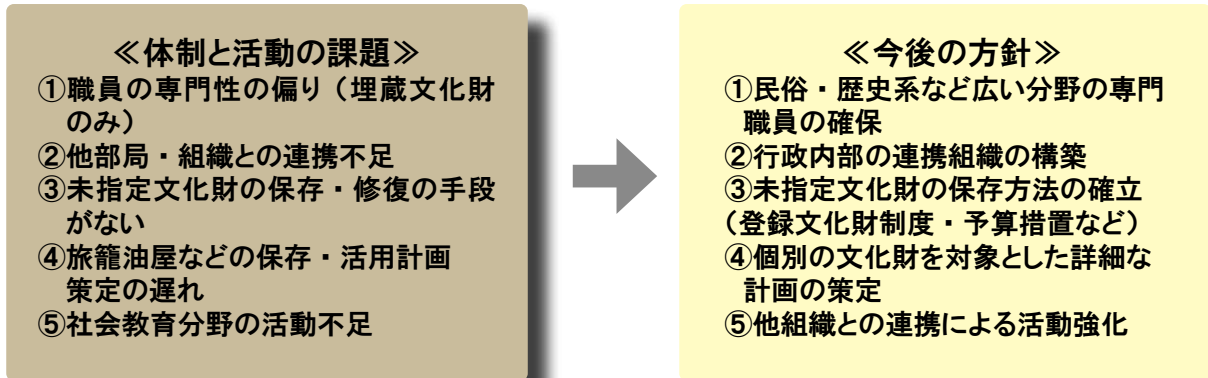 ≪体制と活動の課題≫
①職員の専門性の偏り（埋蔵文化財
のみ）
②他部局・組織との連携不足
③未指定文化財の保存・修復の手段
がない
④旅籠油屋などの保存・活用計画
策定の遅れ
⑤社会教育分野の活動不足
≪今後の方針≫
①民俗・歴史系など広い分野の専門
職員の確保
②行政内部の連携組織の構築
③未指定文化財の保存方法の確立
（登録文化財制度・予算措置など）
④個別の文化財を対象とした詳細な
計画の策定
⑤他組織との連携による活動強化